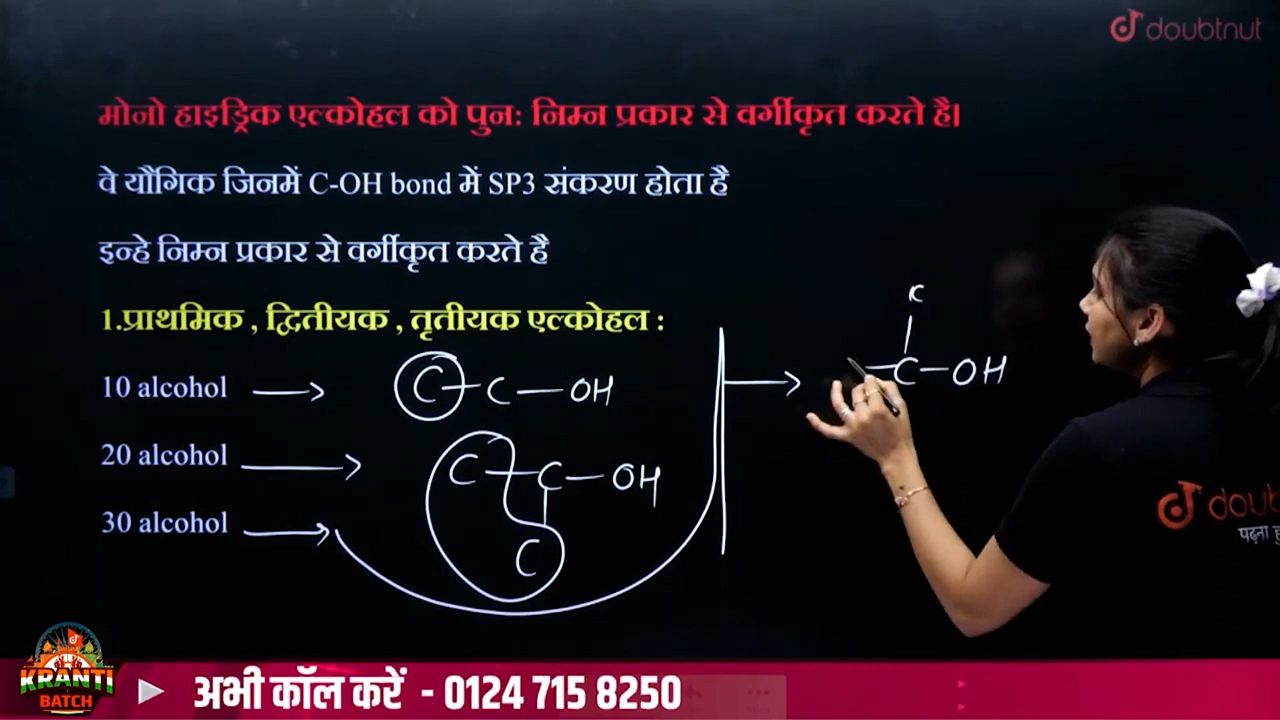 doubtnut
मोनो हाइड्रिक एल्कोहल को पुन: निम्न प्रकार से वर्गीकृत करते है।
वे यौगिक जिनमें C-OH bond में SP3 संकरण होता है
इन्हे निम्न प्रकार से वर्गीकृत करते है
1.प्राथमिक , द्वितीयक , तृतीयक एल्कोहल :
C
10 alcohol → C-C-OH
C-OH
20 alcohol → C-C-OH
C
30 alcohol →
doubt
पढ़ना हु
KRANTI
BATCH
अभी कॉल करें - 0124 715 8250